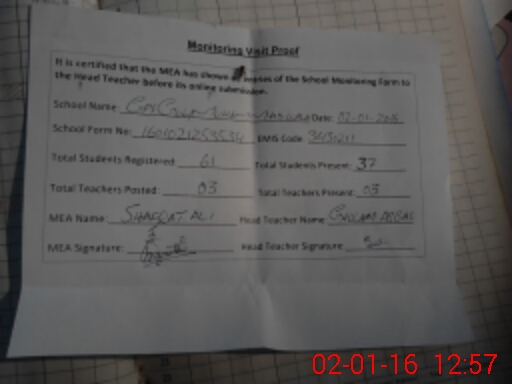 Monitoring Visit Proof
It is certified that the MEA has shown all entries of the School Monitoring Form to
the Head Teacher before its online submission.
School Name: Date: 02-01-2016
School Form No: EMIS Code:
Total Students Registered 61 Total Students Present: 37
Total Teachers Posted: 03 Total Teachers Present: 03
MEA Name: SHAFQAT ALI Head Teacher Name
MEA Signature: Head Teacher Signature
02-01-16 12:57